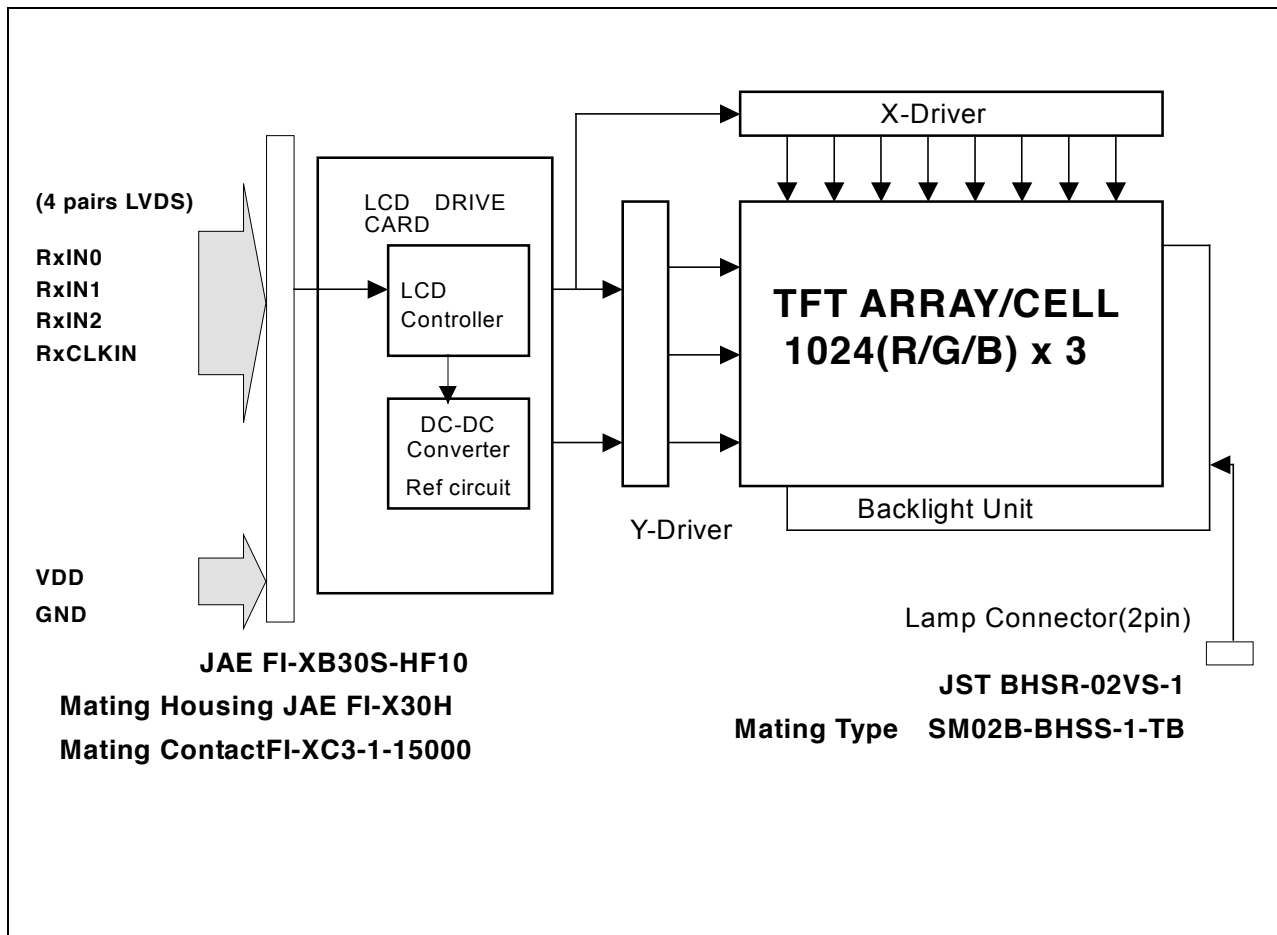 X-Driver
(4 pairs LVDS)
RxIN0
RxIN1
RxIN2
RxCLKIN
LCD DRIVE
CARD
LCD
Controller
DC-DC
Converter
Ref circuit
TFT ARRAY/CELL
1024(R/G/B) x 3
Backlight Unit
Y-Driver
VDD
GND
Lamp Connector(2pin)
JAE FI-XB30S-HF10
Mating Housing JAE FI-X30H
Mating ContactFI-XC3-1-15000
JST BHSR-02VS-1
Mating Type SM02B-BHSS-1-TB